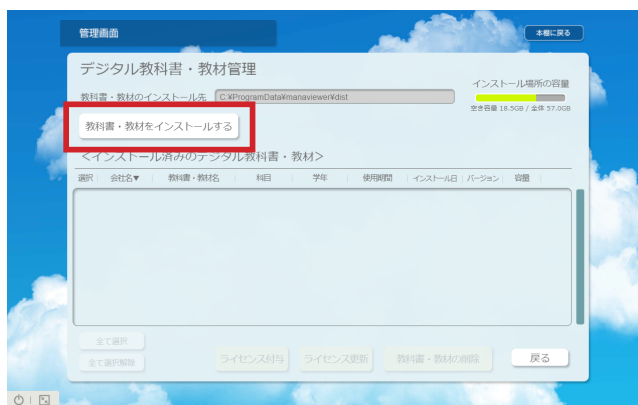 管理画面
本棚に戻る
デジタル教科書・教材管理
インストール場所の容量
教科書・教材のインストール先 C:¥ProgramData¥manaviewer¥dist
空き容量 18.5GB / 全体 57.0GB
教科書・教材をインストールする
<インストール済みのデジタル教科書・教材>
選択 会社名▼ 教科書・教材名 科目 学年 使用期間 インストール日 バージョン 容量
全て選択
全て選択解除 ライセンス付与 ライセンス更新 教科書・教材の削除 戻る